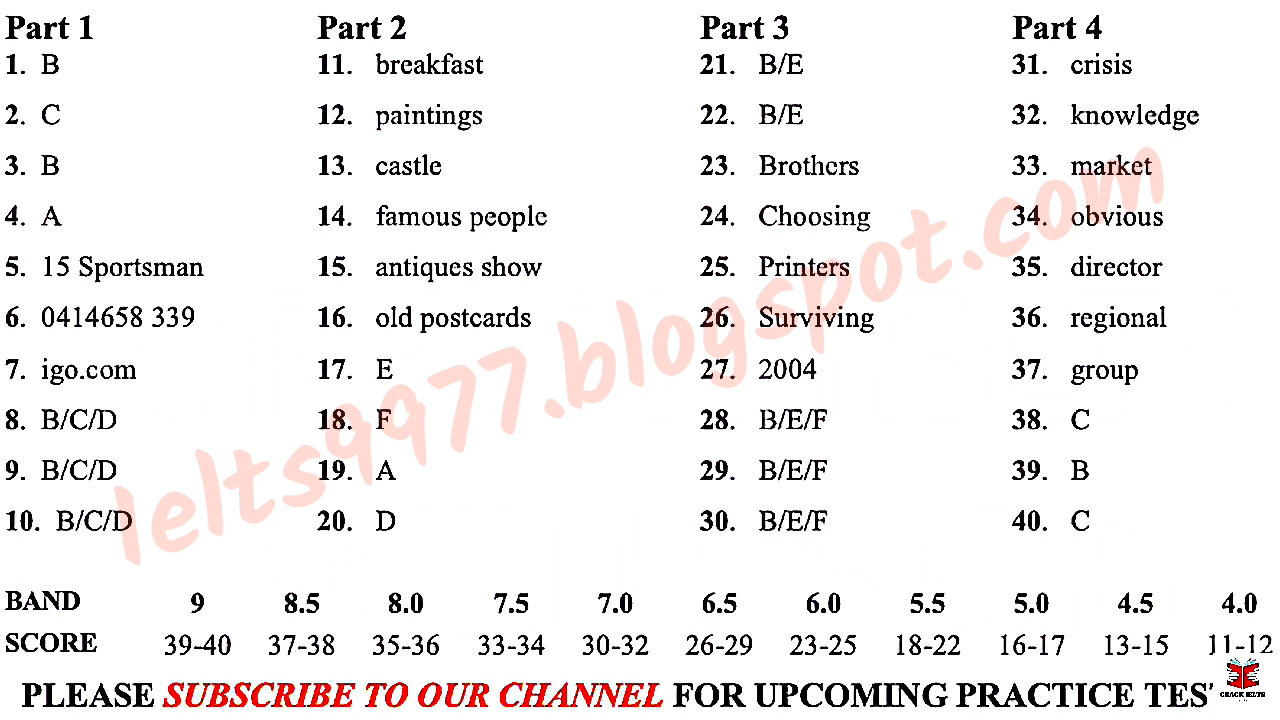 Part 1 Part 2 Part 3 Part 4
1. B 11. breakfast 21. B/E 31. crisis
2. C 12. paintings 22. B/E 32. knowledge
3. B 13. castle 23. Brothers 33. market
4. A 14. famous people 24. Choosing 34. obvious
5. 15 Sportsman 15. antiques show 25. Printers 35. director
6. 0414658 339 16. old postcards 26. Surviving 36. regional
7. igo.com 17. E 27. 2004 37. group
8. B/C/D 18. F 28. B/E/F 38. C
9. B/C/D 19. A 29. B/E/F 39. B
10. B/C/D 20. D 30. B/E/F 40. C
Ielts9977.blogspot.com
BAND 9 8.5 8.0 7.5 7.0 6.5 6.0 5.5 5.0 4.5 4.0
SCORE 39-40 37-38 35-36 33-34 30-32 26-29 23-25 18-22 16-17 13-15 11-12
PLEASE SUBSCRIBE TO OUR CHANNEL FOR UPCOMING PRACTICE TES'
CRACK IELTS